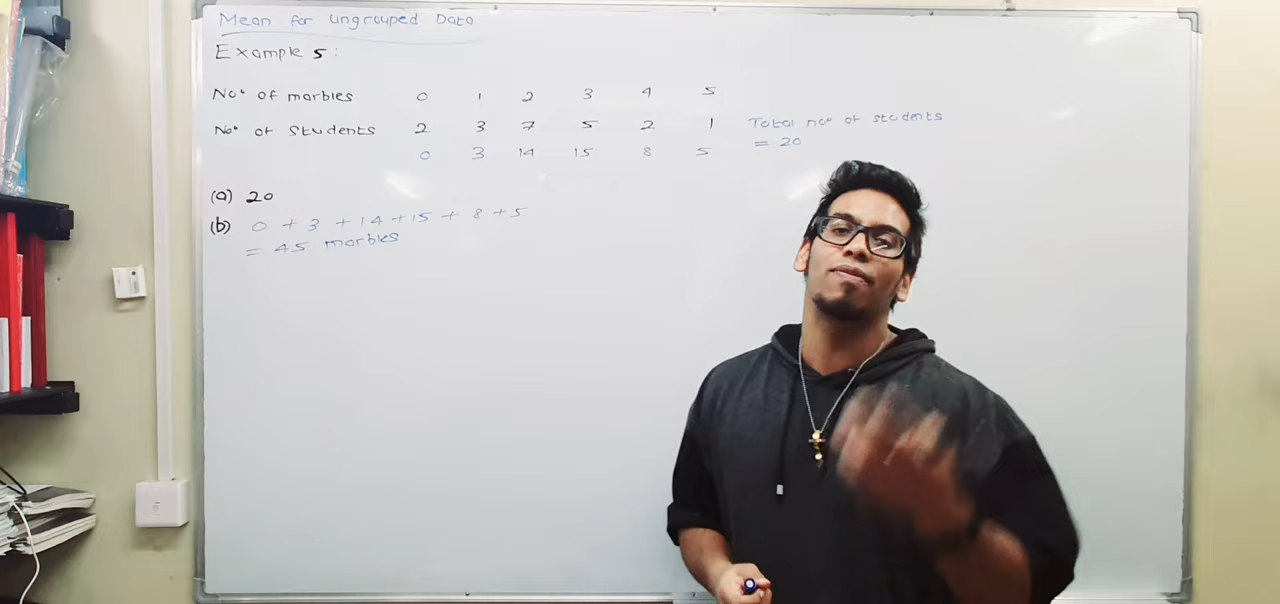 Mean for ungrouped Data
Example 5:
No. of marbles 0 1 2 3 4 5
No. of Students 2 3 7 5 2 1 Total no. of students
0 3 14 15 8 5 = 20
(a) 20
(b) 0 + 3 + 14 + 15 + 8 + 5
= 45 marbles